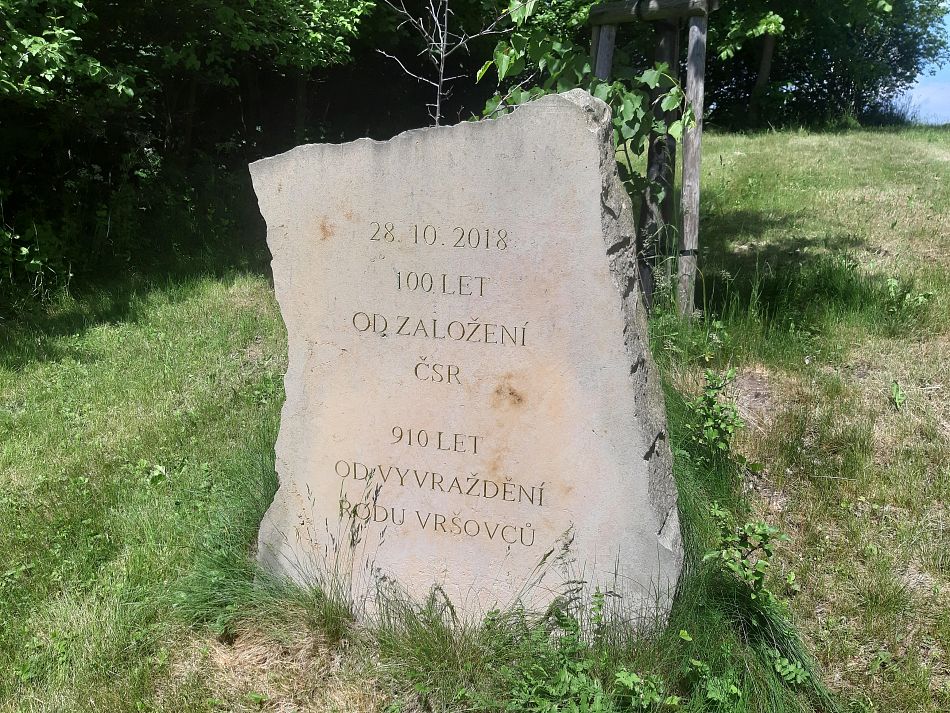 28. 10. 2018
100 LET
OD ZALOŽENÍ
ČSR
910 LET
OD VYVRAŽDĚNÍ
RODU VRŠOVCŮ